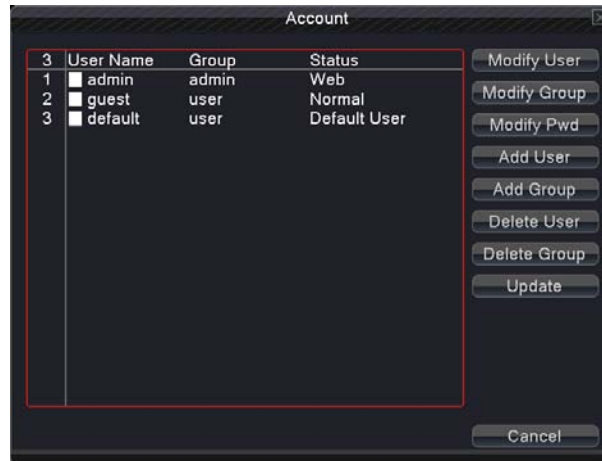 Account
3 User Name Group Status
1 admin admin Web
2 guest user Normal
3 default user Default User
Modify User
Modify Group
Modify Pwd
Add User
Add Group
Delete User
Delete Group
Update
Cancel